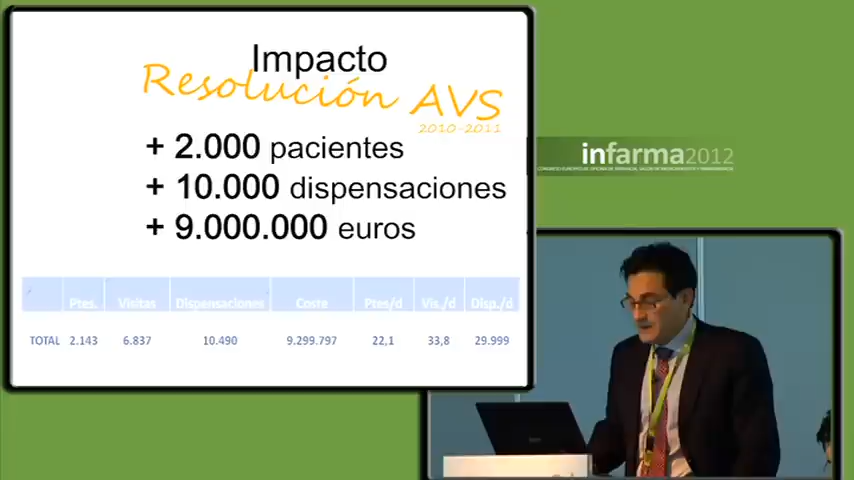 Impacto
Resolución AVS
2010-2011
+ 2.000 pacientes
+ 10.000 dispensaciones
+ 9.000.000 euros
infarma2012
Ptes. Visitas Dispensaciones Coste Ptes/d Vis./d Disp./d
TOTAL 2.143 6.837 10.490 9.299.797 22,1 33,8 29.999